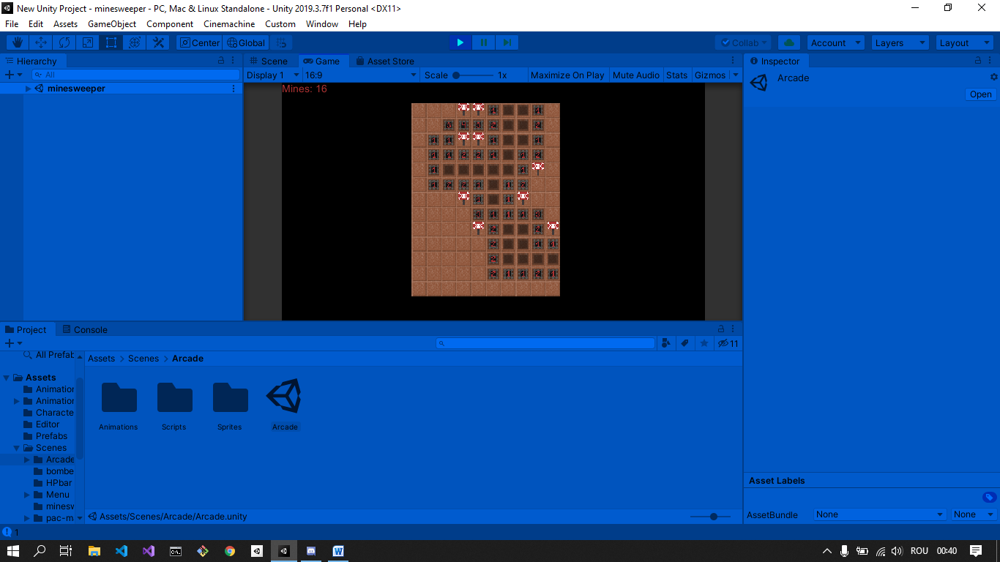 New Unity Project - minesweeper - PC, Mac & Linux Standalone - Unity 2019.3.7f1 Personal <DX11>
File Edit Assets GameObject Component Cinemachine Custom Window Help
Center Global Collab Account Layers Layout
Hierarchy
All
minesweeper
Scene Game Asset Store
Display 1 16:9 Scale 1x Maximize On Play Mute Audio Stats Gizmos
Mines: 16
Inspector
Arcade
Open
Project Console
11
All Prefab
Assets
Animation
Animation
Characte
Editor
Prefabs
Scenes
Arcade
bombe
HPbar
Menu
minesw
pac-m
Assets > Scenes > Arcade
Animations Scripts Sprites Arcade
Assets/Scenes/Arcade/Arcade.unity
Asset Labels
AssetBundle None None
1
ROU 00:40